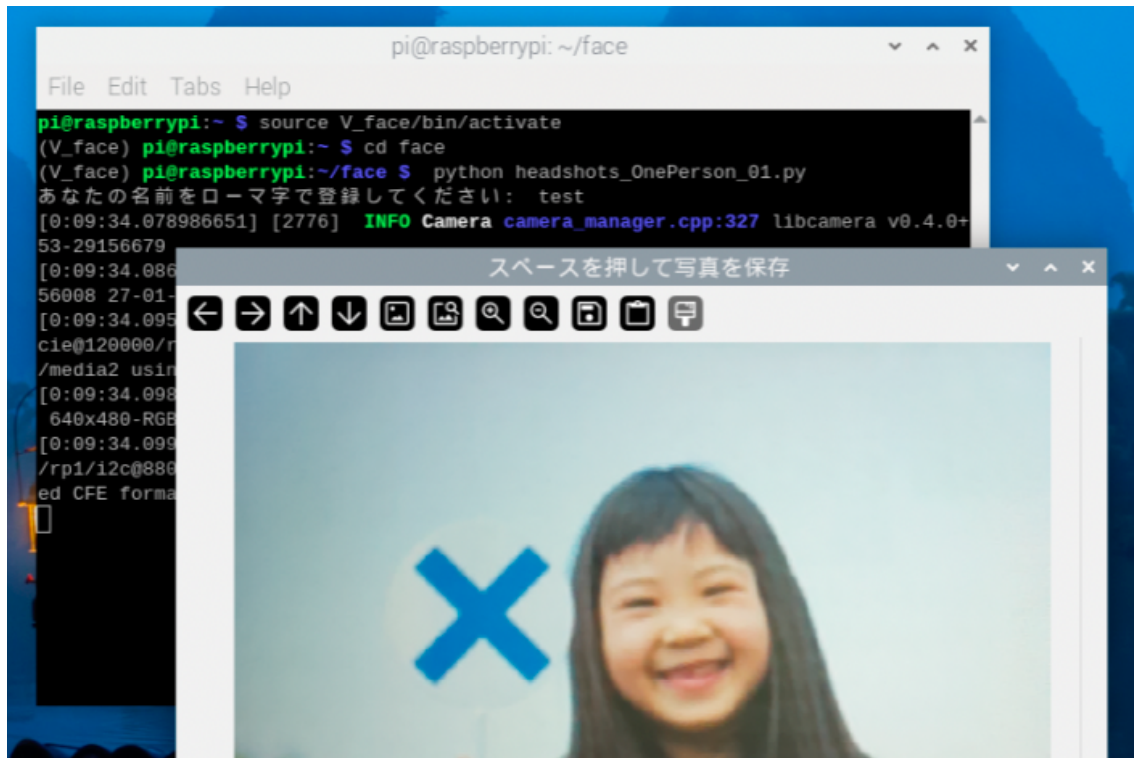 pi@raspberrypi: ~/face
File Edit Tabs Help
pi@raspberrypi:~ $ source V_face/bin/activate
(V_face) pi@raspberrypi:~ $ cd face
(V_face) pi@raspberrypi:~/face $  python headshots_OnePerson_01.py
あなたの名前をローマ字で登録してください:  test
[0:09:34.078986651] [2776]  INFO Camera camera_manager.cpp:327 libcamera v0.4.0+
53-29156679
[0:09:34.086
56008 27-01-
[0:09:34.095
cie@120000/r
/media2 usin
[0:09:34.098
640x480-RGB
[0:09:34.099
/rp1/i2c@880
ed CFE forma
スペースを押して写真を保存